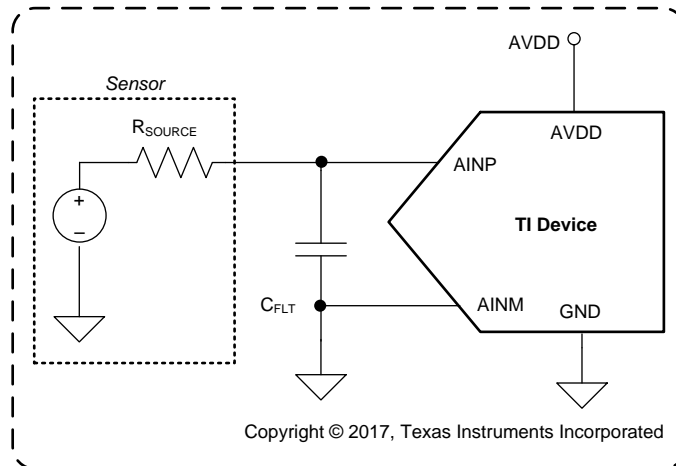 AVDD
Sensor
RSOURCE
+
−
AVDD
AINP
TI Device
CFLT
AINM
GND
Copyright © 2017, Texas Instruments Incorporated